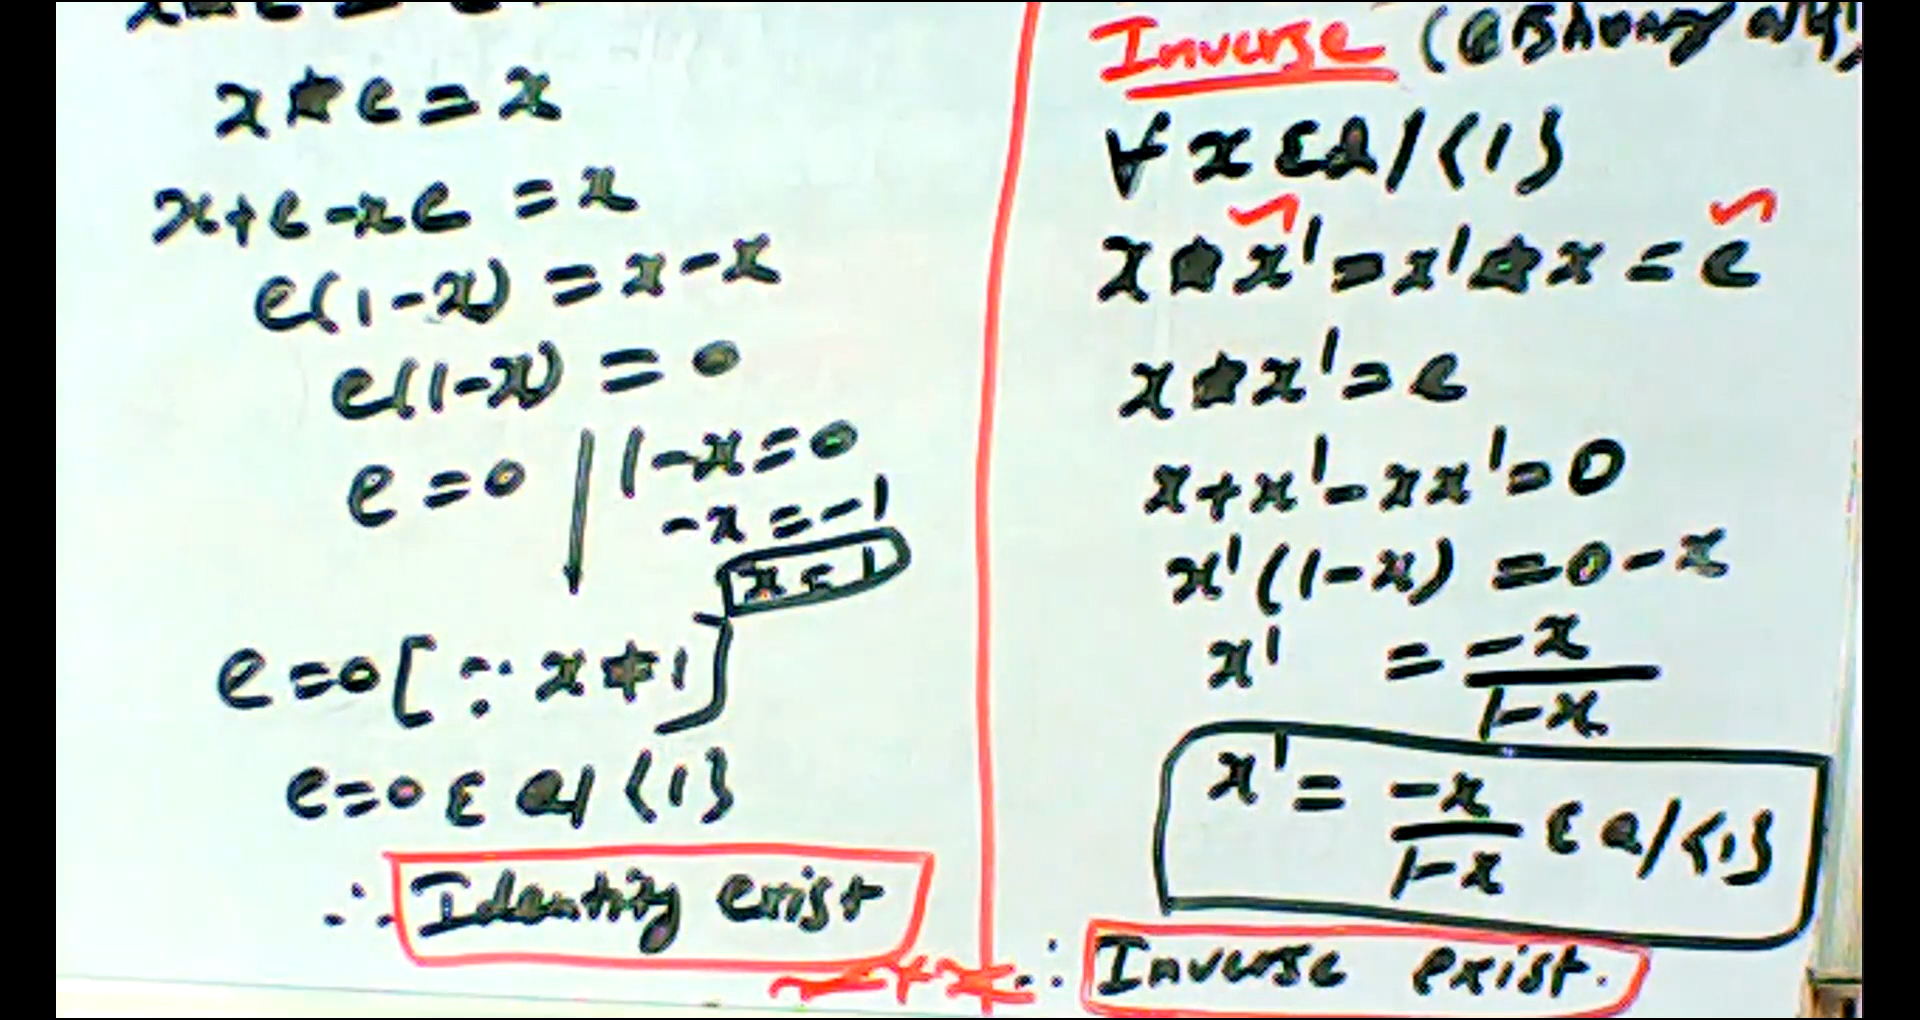 x * e = x
x + e - xe = x
e(1-x) = x - x
e(1-x) = 0
e = 0 | 1-x = 0
-x = -1
x = 1
e = 0 [∵ x ≠ 1]
e = 0 ∈ Q/{1}
∴ Identity exist
Inverse
∀ x ∈ Q/{1}
x * x' = x' * x = e
x * x' = e
x + x' - xx' = 0
x'(1-x) = 0 - x
x' = -x/1-x
x' = -x/1-x ∈ Q/{1}
∴ Inverse exist.